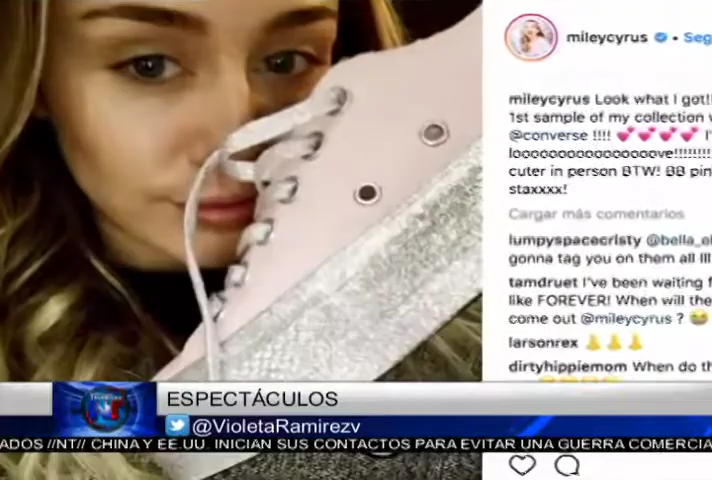 mileycyrus • Seg
mileycyrus Look what I got!!
1st sample of my collection
@converse !!!!
looooooooooooooove!!!!!!!!!
cuter in person BTW! BB pin
staxxxx!
Cargar más comentarios
lumpyspacecristy
gonna tag you on them all
tamdruet I've been waiting f
like FOREVER! When will the
come out @mileycyrus ?
larsonrex
dirtyhippiemom When do th
NT
ESPECTÁCULOS
@VioletaRamirezv
ADOS //NT// CHINA Y EE.UU. INICIAN SUS CONTACTOS PARA EVITAR UNA GUERRA COMERCIA